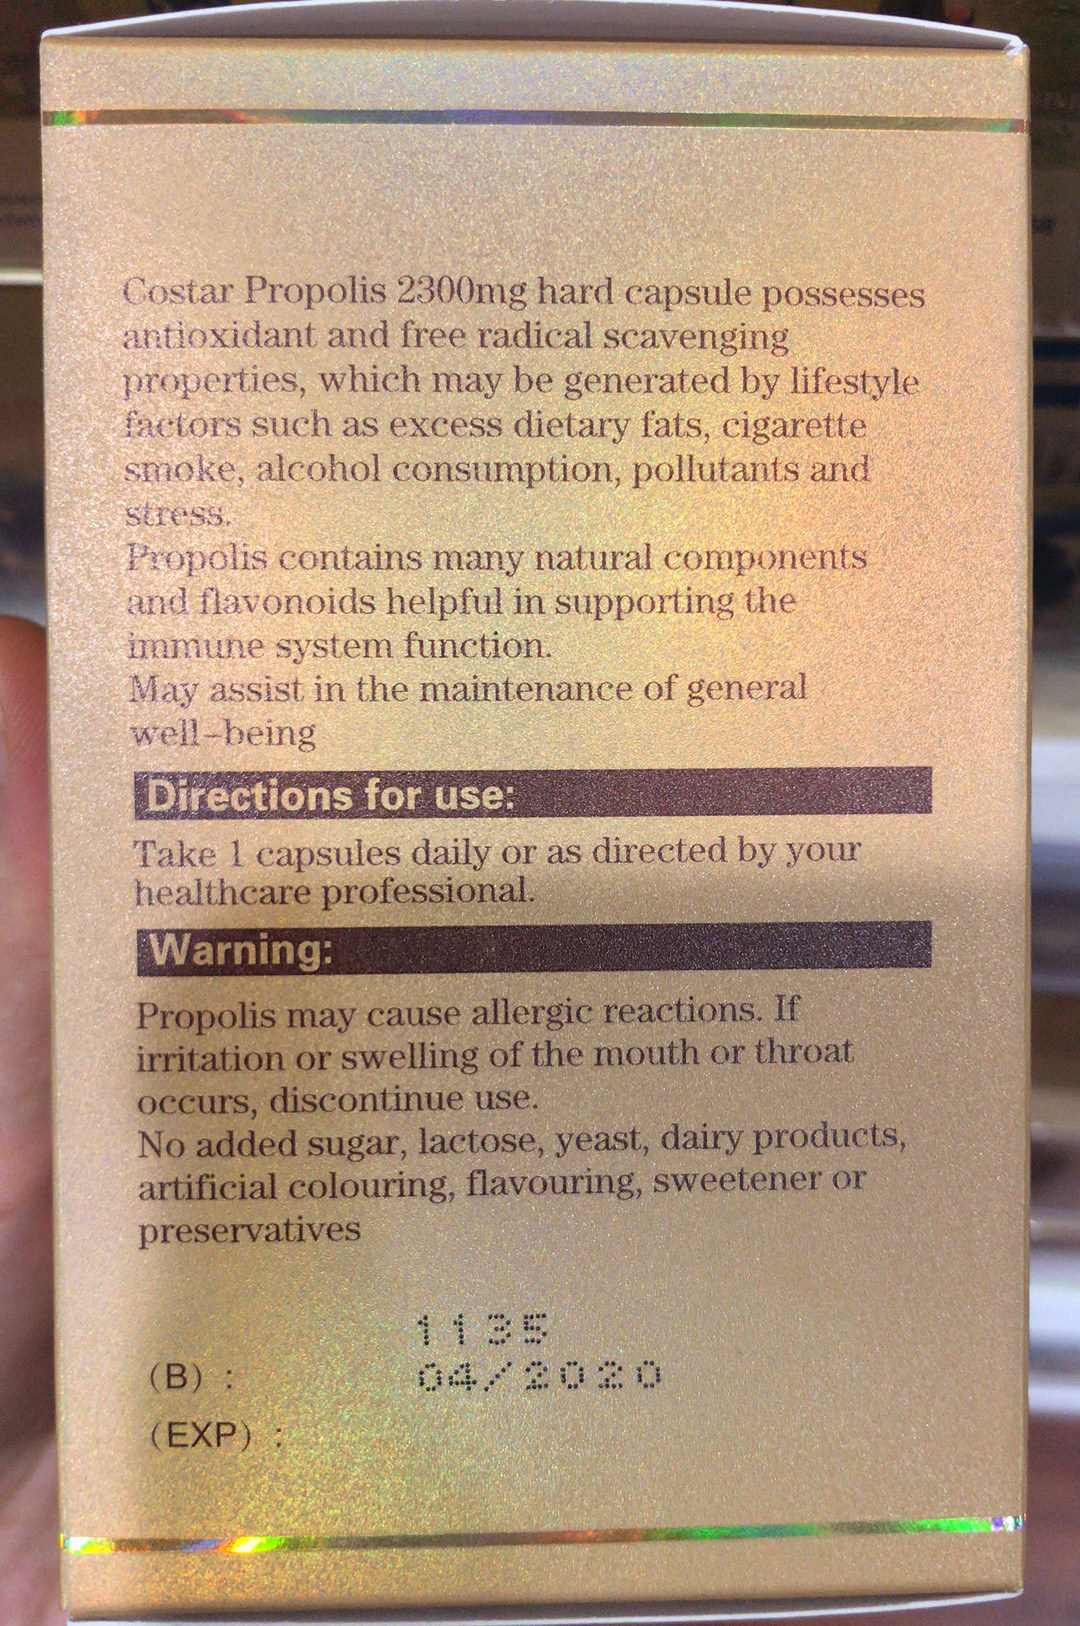 Costar Propolis 2300mg hard capsule possesses
antioxidant and free radical scavenging
properties, which may be generated by lifestyle
factors such as excess dietary fats, cigarette
smoke, alcohol consumption, pollutants and
stress.
Propolis contains many natural components
and flavonoids helpful in supporting the
immune system function.
May assist in the maintenance of general
well-being
Directions for use:
Take 1 capsules daily or as directed by your
healthcare professional.
Warning:
Propolis may cause allergic reactions. If
irritation or swelling of the mouth or throat
occurs, discontinue use.
No added sugar, lactose, yeast, dairy products,
artificial colouring, flavouring, sweetener or
preservatives
1135
(B) : 04/2020
(EXP) :